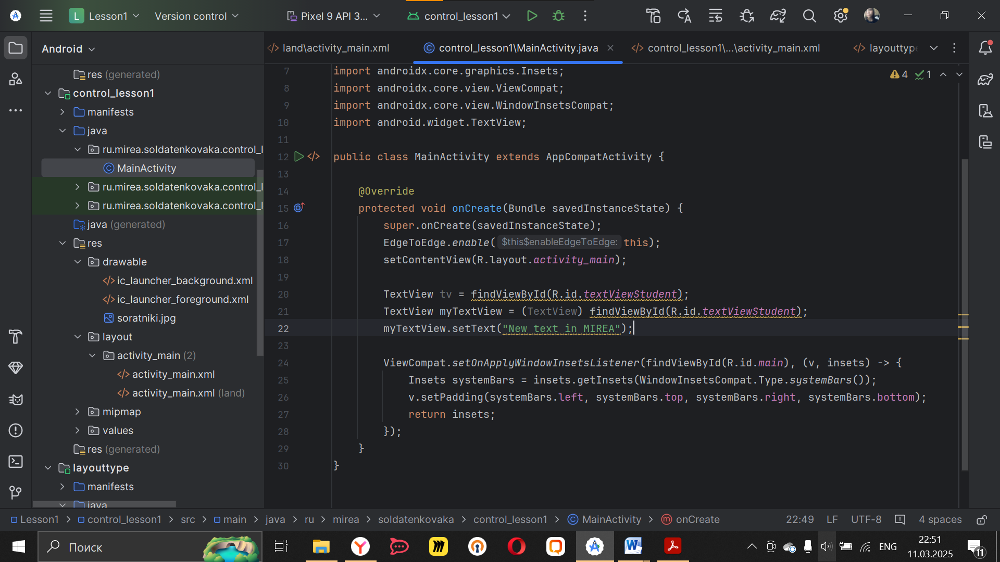 L Lesson1
Version control
Pixel 9 API 3...
control_lesson1
Android
land\activity_main.xml
control_lesson1\MainActivity.java
control_lesson1\...\activity_main.xml
layouttype
res (generated)
control_lesson1
manifests
java
ru.mirea.soldatenkovaka.control_l
MainActivity
ru.mirea.soldatenkovaka.control_l
ru.mirea.soldatenkovaka.control_l
java (generated)
res
drawable
ic_launcher_background.xml
ic_launcher_foreground.xml
soratniki.jpg
layout
activity_main (2)
activity_main.xml
activity_main.xml (land)
mipmap
values
res (generated)
layouttype
manifests
java
4 1
7 import androidx.core.graphics.Insets;
8 import androidx.core.view.ViewCompat;
9 import androidx.core.view.WindowInsetsCompat;
10 import android.widget.TextView;
11
12 public class MainActivity extends AppCompatActivity {
13
14 @Override
15 protected void onCreate(Bundle savedInstanceState) {
16 super.onCreate(savedInstanceState);
17 EdgeToEdge.enable( $this$enableEdgeToEdge: this);
18 setContentView(R.layout.activity_main);
19
20 TextView tv = findViewById(R.id.textViewStudent);
21 TextView myTextView = (TextView) findViewById(R.id.textViewStudent);
22 myTextView.setText("New text in MIREA");
23
24 ViewCompat.setOnApplyWindowInsetsListener(findViewById(R.id.main), (v, insets) -> {
25 Insets systemBars = insets.getInsets(WindowInsetsCompat.Type.systemBars());
26 v.setPadding(systemBars.left, systemBars.top, systemBars.right, systemBars.bottom);
27 return insets;
28 });
29 }
30 }
Lesson1 > control_lesson1 > src > main > java > ru > mirea > soldatenkovaka > control_lesson1 > MainActivity > onCreate
22:49 LF UTF-8 4 spaces
Поиск
ENG
22:51
11.03.2025
11